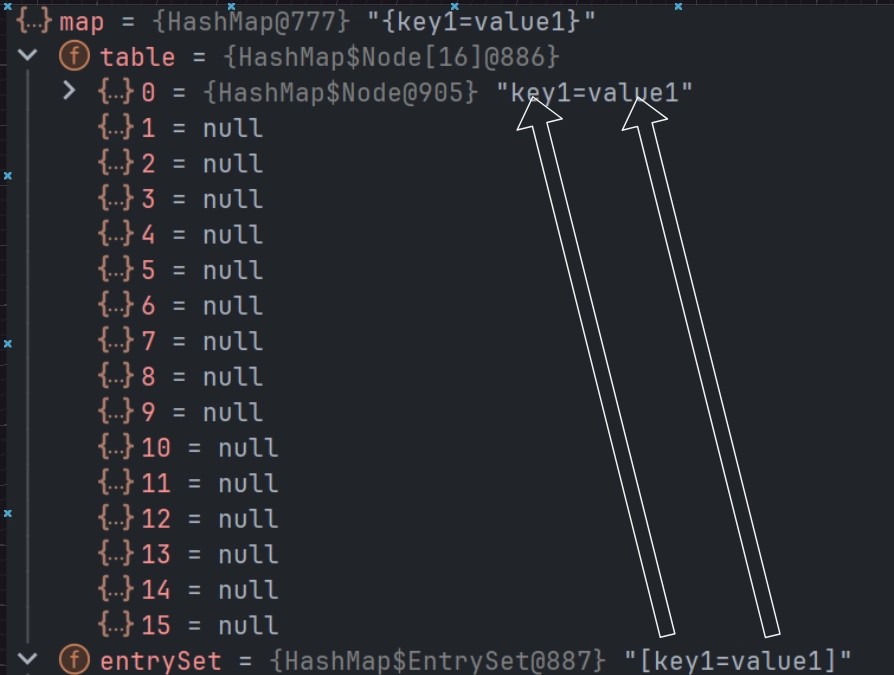 {...} map = {HashMap@777} "{key1=value1}"
f table = {HashMap$Node[16]@886}
{...} 0 = {HashMap$Node@905} "key1=value1"
{...} 1 = null
{...} 2 = null
{...} 3 = null
{...} 4 = null
{...} 5 = null
{...} 6 = null
{...} 7 = null
{...} 8 = null
{...} 9 = null
{...} 10 = null
{...} 11 = null
{...} 12 = null
{...} 13 = null
{...} 14 = null
{...} 15 = null
f entrySet = {HashMap$EntrySet@887} "[key1=value1]"